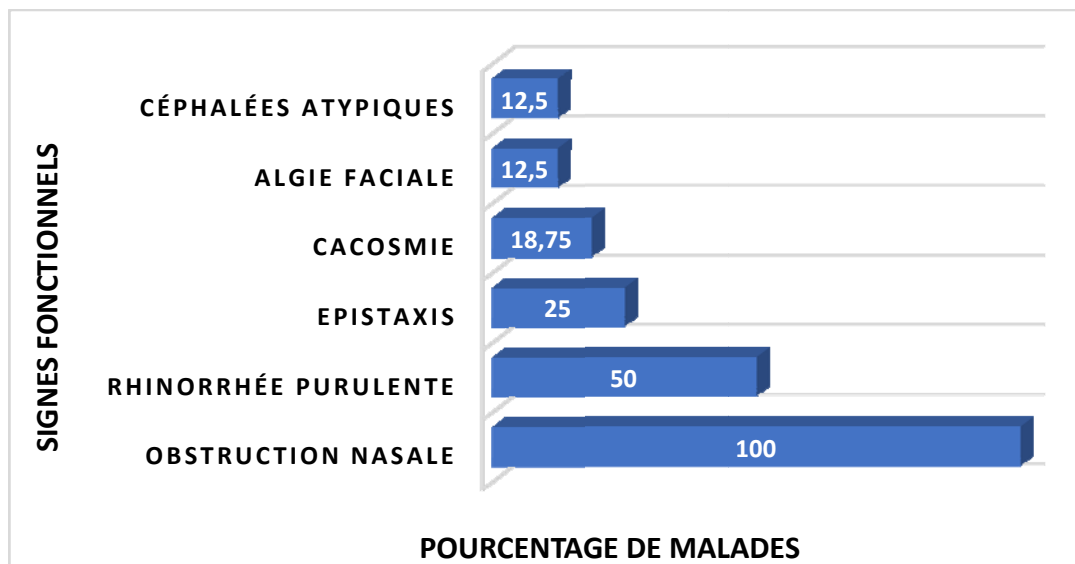 SIGNES FONCTIONNELS
CÉPHALÉES ATYPIQUES
12,5
ALGIE FACIALE
12,5
CACOSMIE
18,75
EPISTAXIS
25
RHINORRHÉE PURULENTE
50
OBSTRUCTION NASALE
100
POURCENTAGE DE MALADES